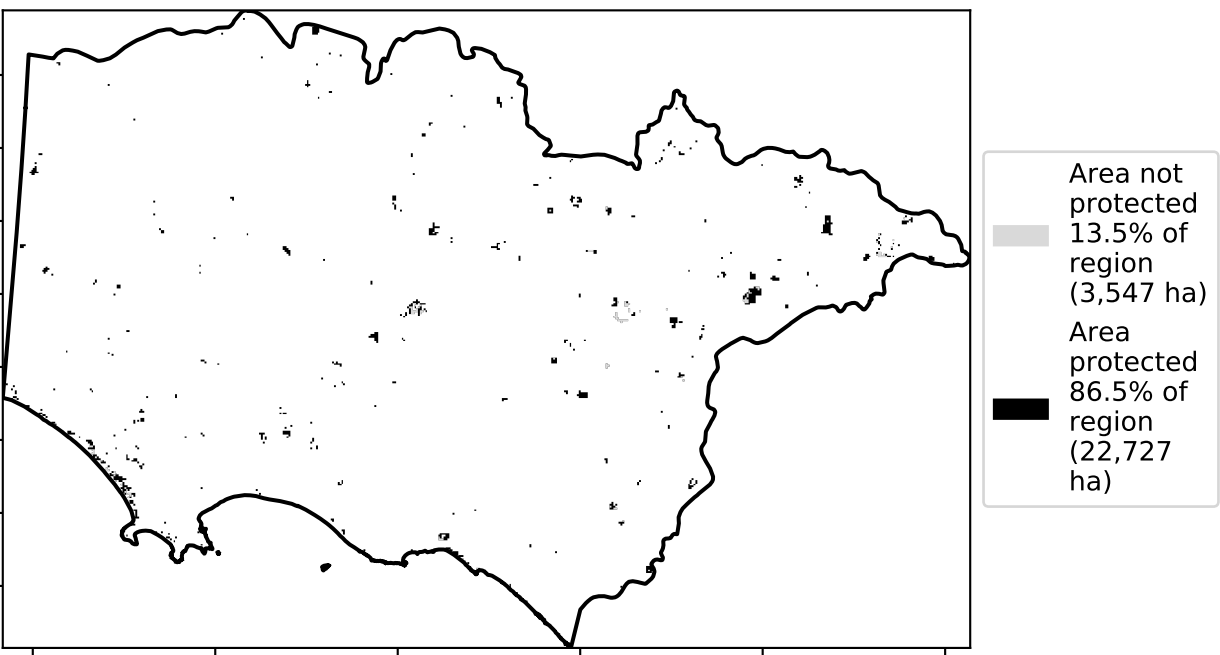 Area not
protected
13.5% of
region
(3,547 ha)
Area
protected
86.5% of
region
(22,727
ha)